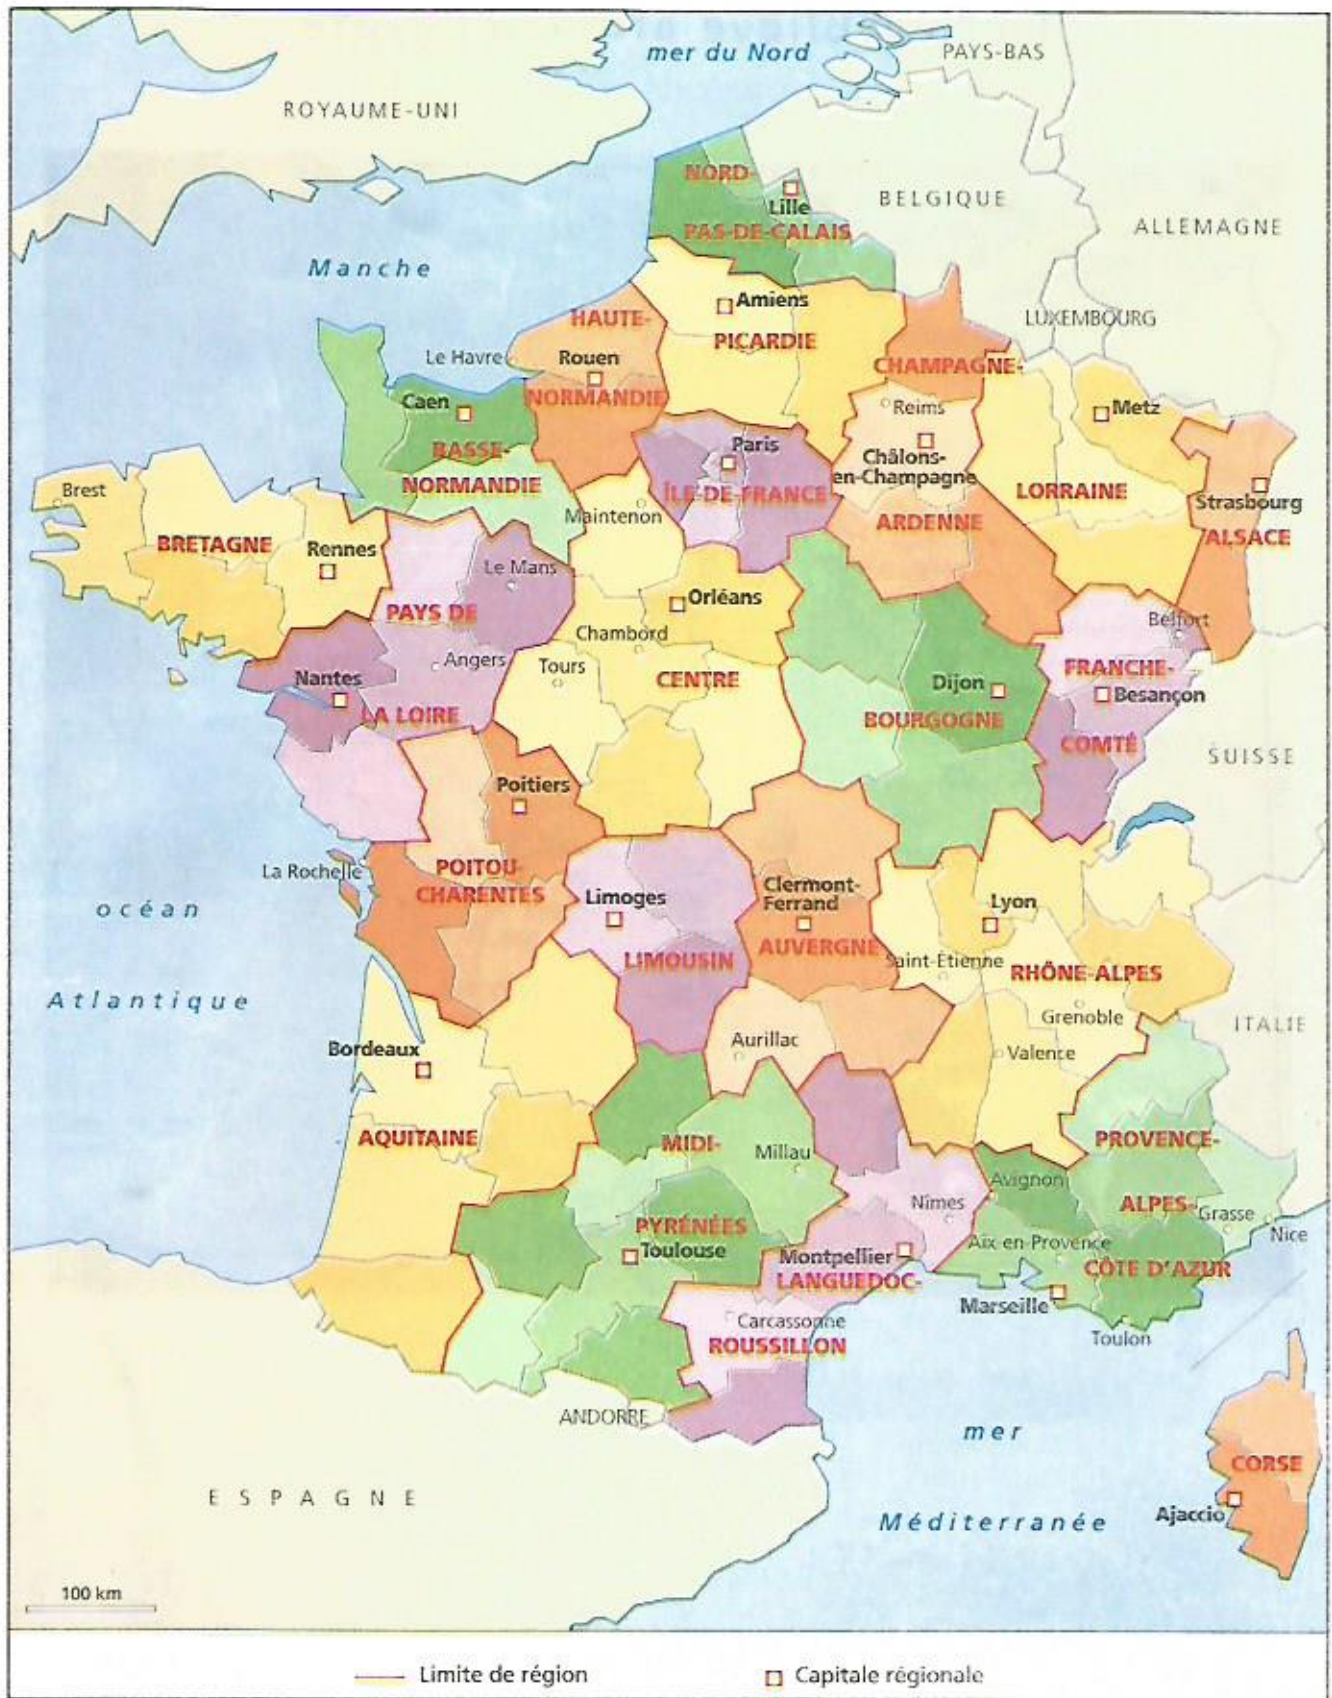 mer du Nord
PAYS-BAS
ROYAUME-UNI
NORD-
Lille
BELGIQUE
PAS-DE-CALAIS
ALLEMAGNE
Manche
Amiens
HAUTE-
LUXEMBOURG
PICARDIE
Le Havre
Rouen
CHAMPAGNE-
NORMANDIE
Caen
Reims
Metz
BASSE-
Paris
Châlons-
en-Champagne
NORMANDIE
Brest
ÎLE-DE-FRANCE
LORRAINE
Strasbourg
Maintenon
ARDENNE
ALSACE
BRETAGNE
Rennes
Le Mans
Orléans
PAYS DE
Belfort
Chambord
Angers
Tours
FRANCHE-
Nantes
CENTRE
Dijon
Besançon
LA LOIRE
BOURGOGNE
COMTÉ
SUISSE
Poitiers
La Rochelle
POITOU-
CHARENTES
Limoges
Clermont-
Ferrand
Lyon
océan
AUVERGNE
LIMOUSIN
Saint-Étienne
RHÔNE-ALPES
Atlantique
Grenoble
ITALIE
Aurillac
Bordeaux
Valence
AQUITAINE
MIDI-
Millau
PROVENCE-
Avignon
Nîmes
ALPES-
Grasse
PYRÉNÉES
Nice
Toulouse
Montpellier
Aix-en-Provence
LANGUEDOC-
CÔTE D'AZUR
Marseille
Carcassonne
ROUSSILLON
Toulon
ANDORRE
mer
CORSE
ESPAGNE
Ajaccio
Méditerranée
100 km
Limite de région
Capitale régionale